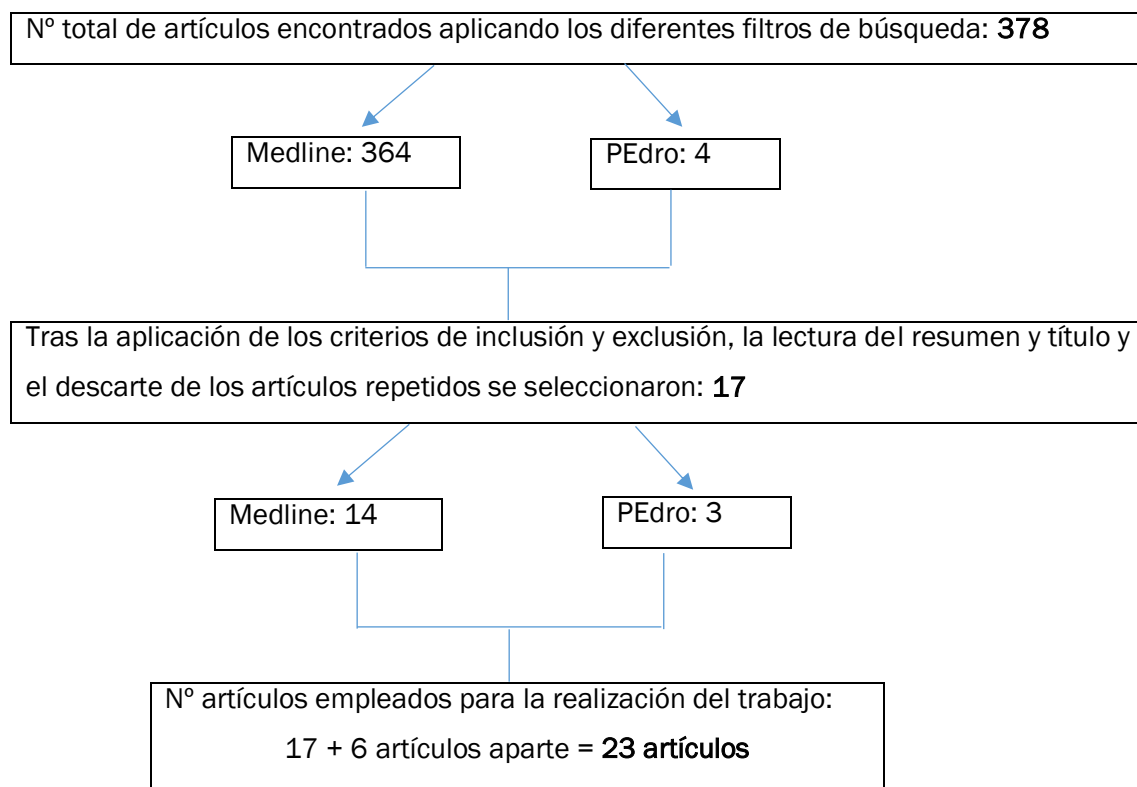 Nº total de artículos encontrados aplicando los diferentes filtros de búsqueda: 378
Medline: 364
PEdro: 4
Tras la aplicación de los criterios de inclusión y exclusión, la lectura del resumen y título y
el descarte de los artículos repetidos se seleccionaron: 17
Medline: 14
PEdro: 3
Nº artículos empleados para la realización del trabajo:
17 + 6 artículos aparte = 23 artículos